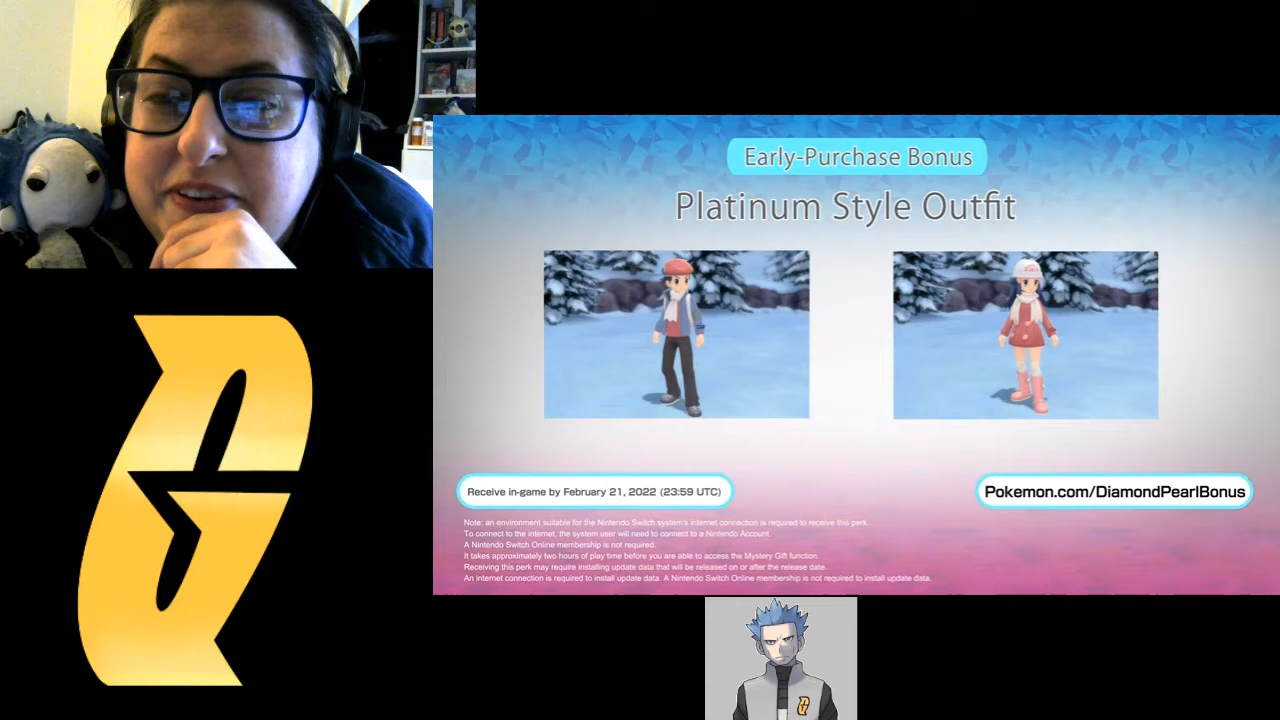 Early-Purchase Bonus
Platinum Style Outfit
Receive in-game by February 21, 2022 (23:59 UTC)
Pokemon.com/DiamondPearlBonus
Note: an environment suitable for the Nintendo Switch system's internet connection is required to receive this perk.
To connect to the internet, the system user will need to connect to a Nintendo Account
A Nintendo Switch Online membership is not required.
It takes approximately two hours of play time before you are able to access the Mystery Gift function.
Receiving this perk may require installing update data that will be released on or after the release date.
An internet connection is required to install update data. A Nintendo Switch Online membership is not required to install update data.